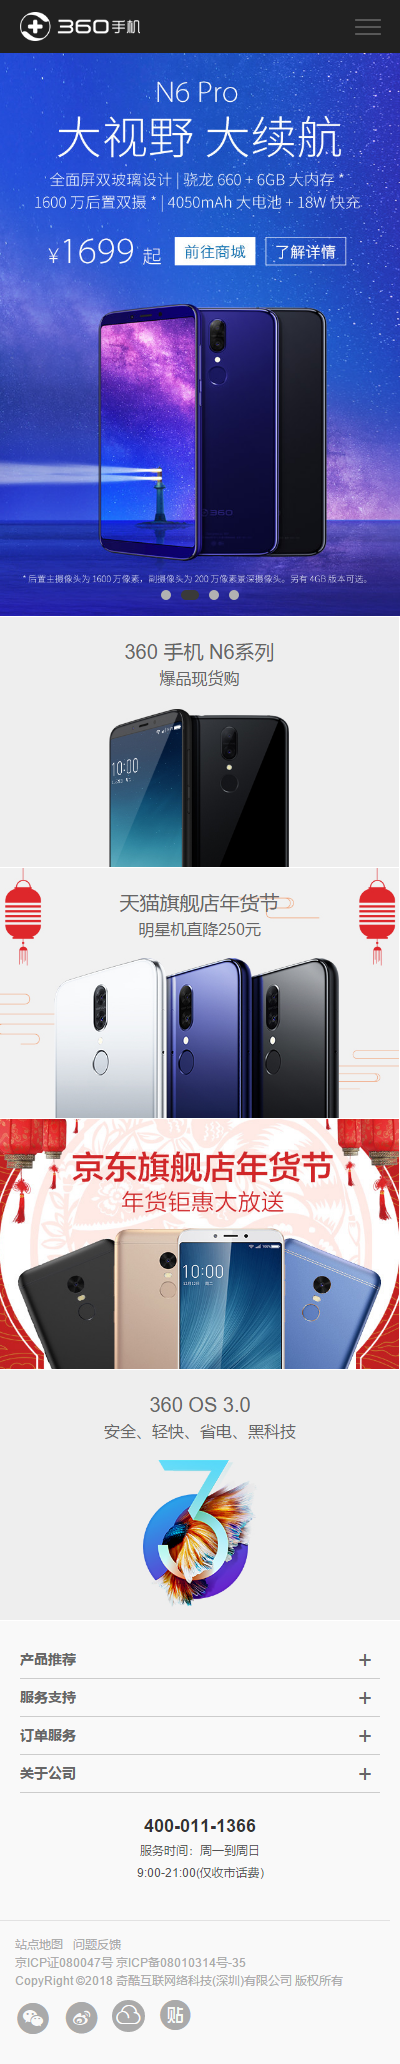 360手机
N6 Pro
大视野 大续航
全面屏双玻璃设计 | 骁龙 660 + 6GB 大内存 *
1600 万后置双摄 * | 4050mAh 大电池 + 18W 快充
¥1699 起 前往商城 了解详情
360
* 后置主摄像头为 1600 万像素，副摄像头为 200 万像素景深摄像头。另有 4GB 版本可选。
360 手机 N6系列
爆品现货购
10:00
天猫旗舰店年货节
明星机直降250元
京东旗舰店年货节
年货钜惠大放送
10:00
360 OS 3.0
安全、轻快、省电、黑科技
3
产品推荐 +
服务支持 +
订单服务 +
关于公司 +
400-011-1366
服务时间：周一到周日
9:00-21:00(仅收市话费)
站点地图 问题反馈
京ICP证080047号 京ICP备08010314号-35
CopyRight ©2018 奇酷互联网络科技(深圳)有限公司 版权所有
贴